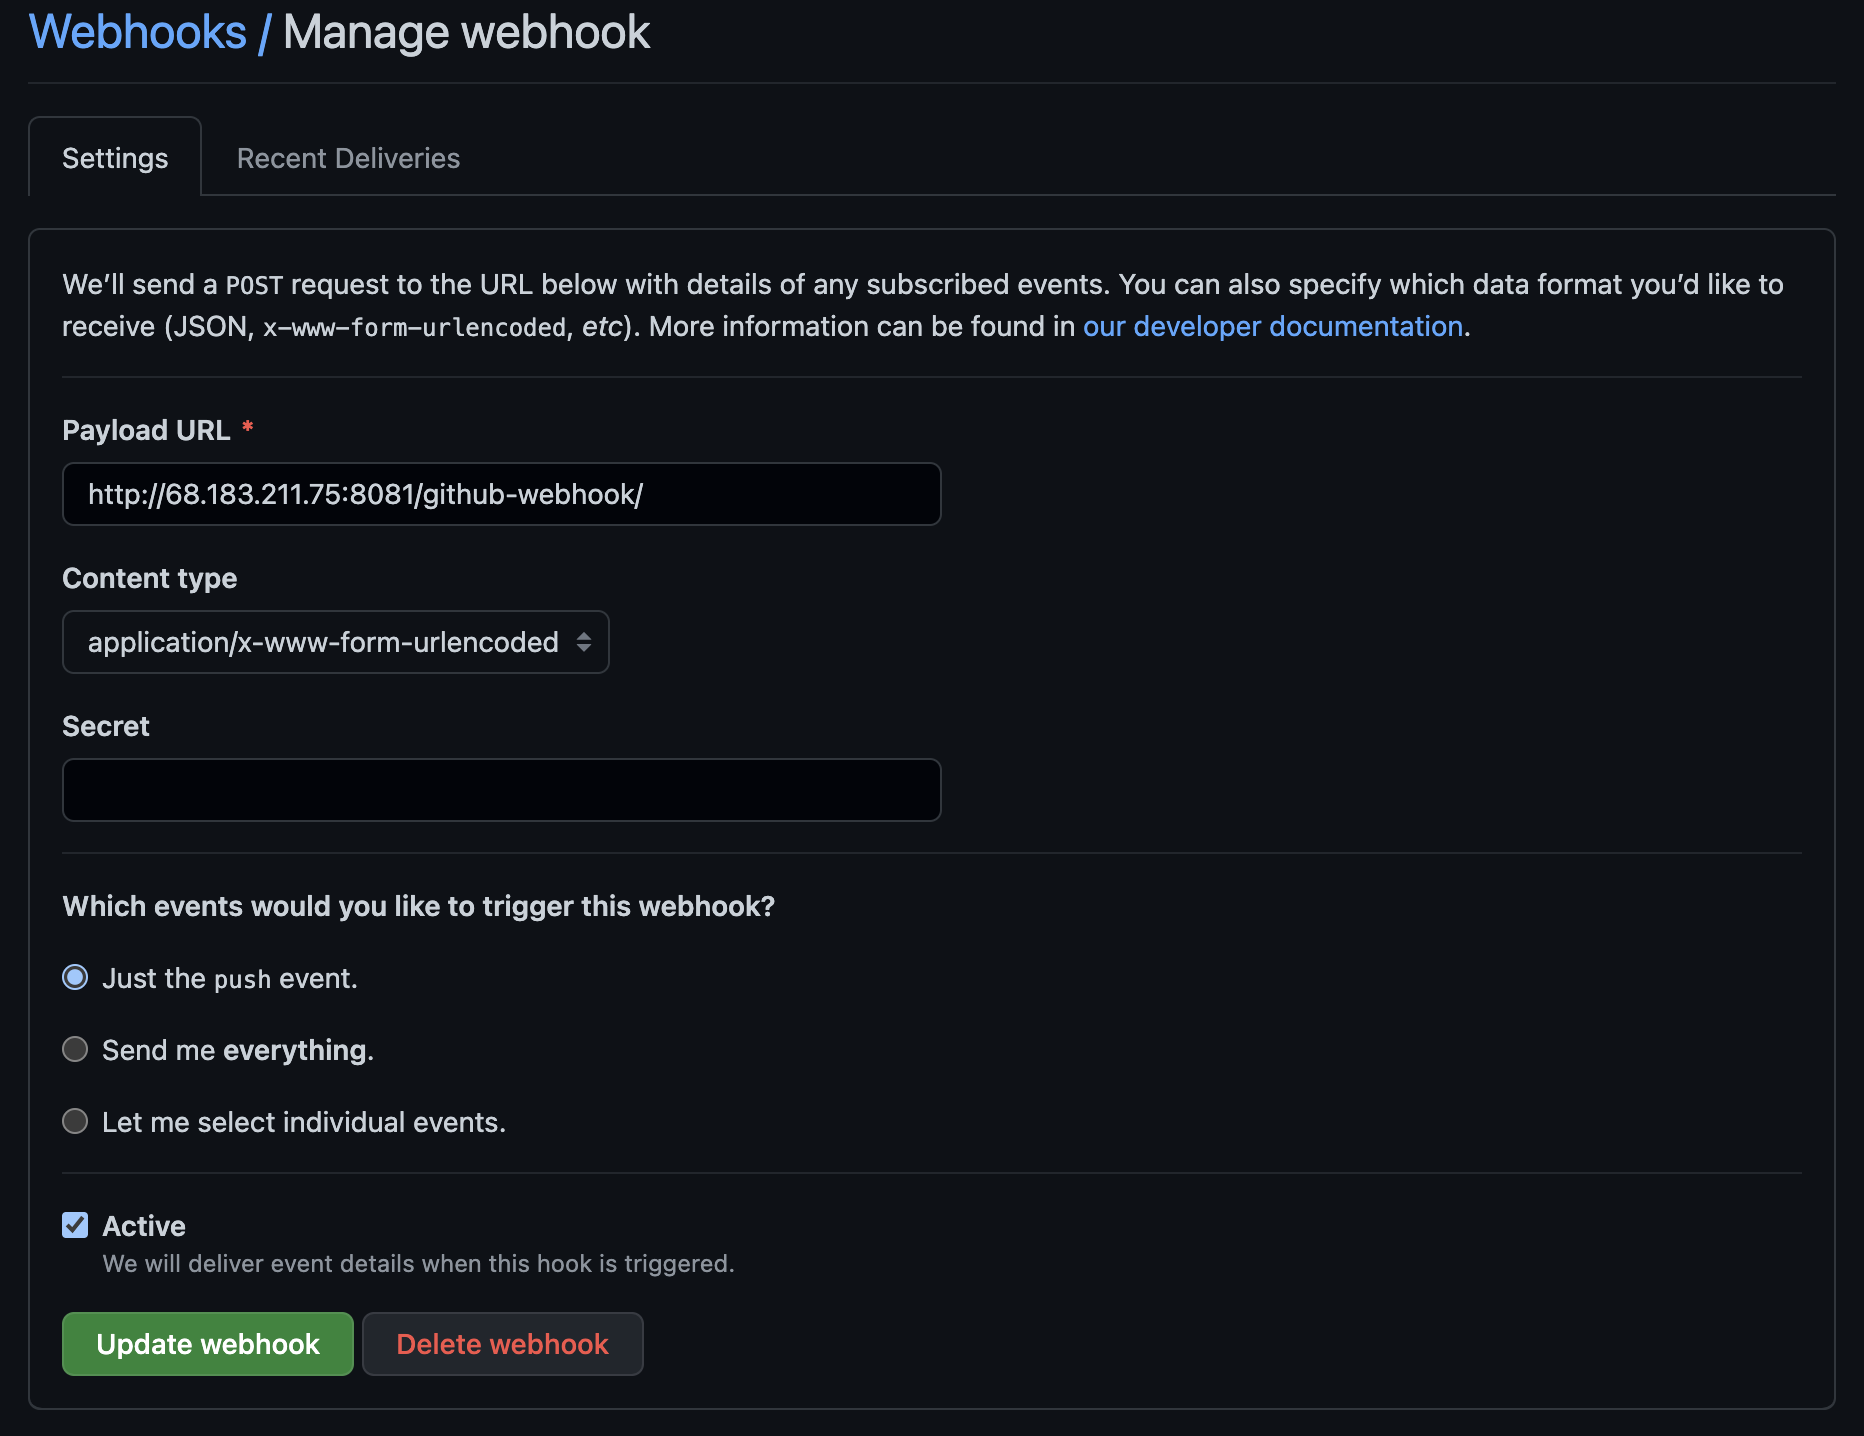 Webhooks / Manage webhook
Settings
Recent Deliveries
We’ll send a POST request to the URL below with details of any subscribed events. You can also specify which data format you’d like to
receive (JSON, x-www-form-urlencoded, etc). More information can be found in our developer documentation.
Payload URL *
http://68.183.211.75:8081/github-webhook/
Content type
application/x-www-form-urlencoded
Secret
Which events would you like to trigger this webhook?
Just the push event.
Send me everything.
Let me select individual events.
Active
We will deliver event details when this hook is triggered.
Update webhook
Delete webhook